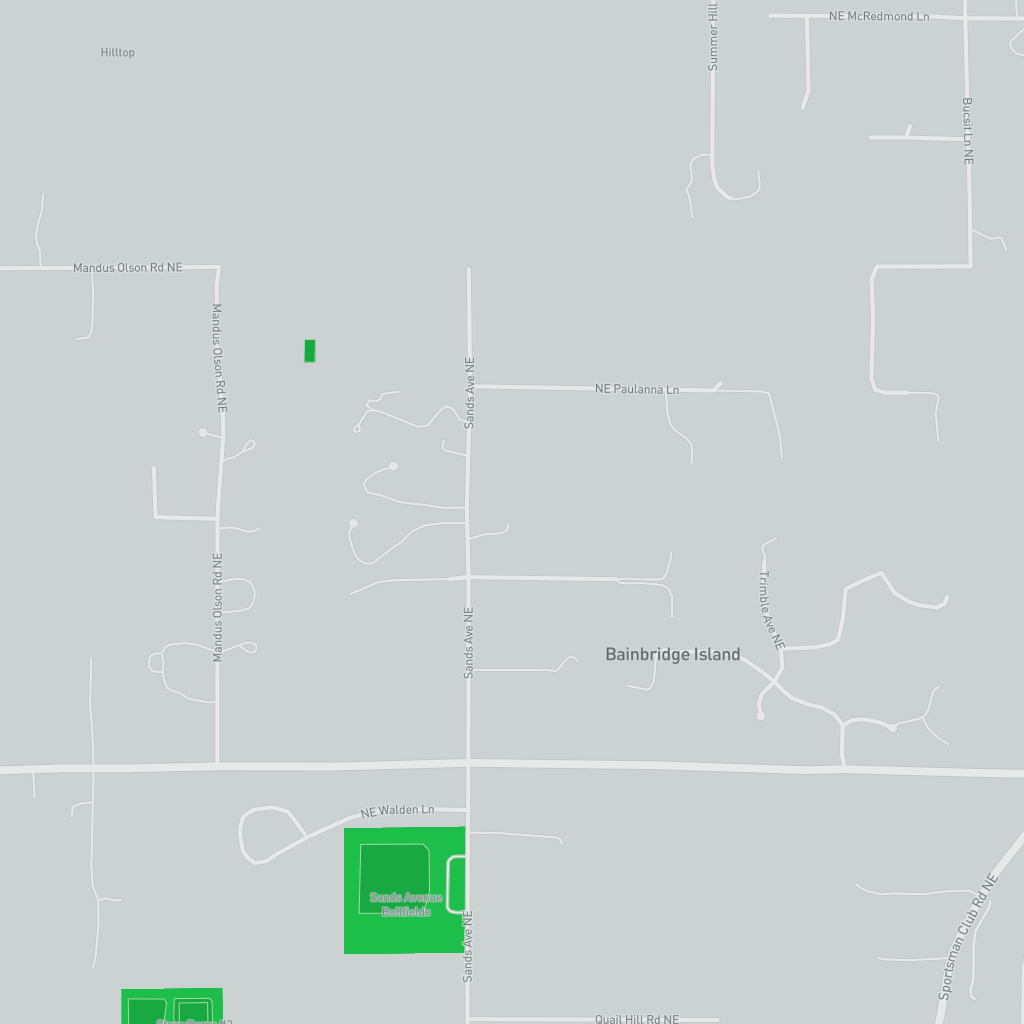 NE McRedmond Ln
Summer Hill
Hilltop
Bucsit Ln NE
Mandus Olson Rd NE
Mandus Olson Rd NE
Sands Ave NE
NE Paulanna Ln
Mandus Olson Rd NE
Trimble Ave NE
Sands Ave NE
Bainbridge Island
NE Walden Ln
Sands Avenue
Ballfields
Sportsman Club Rd NE
Sands Ave NE
Quail Hill Rd NE